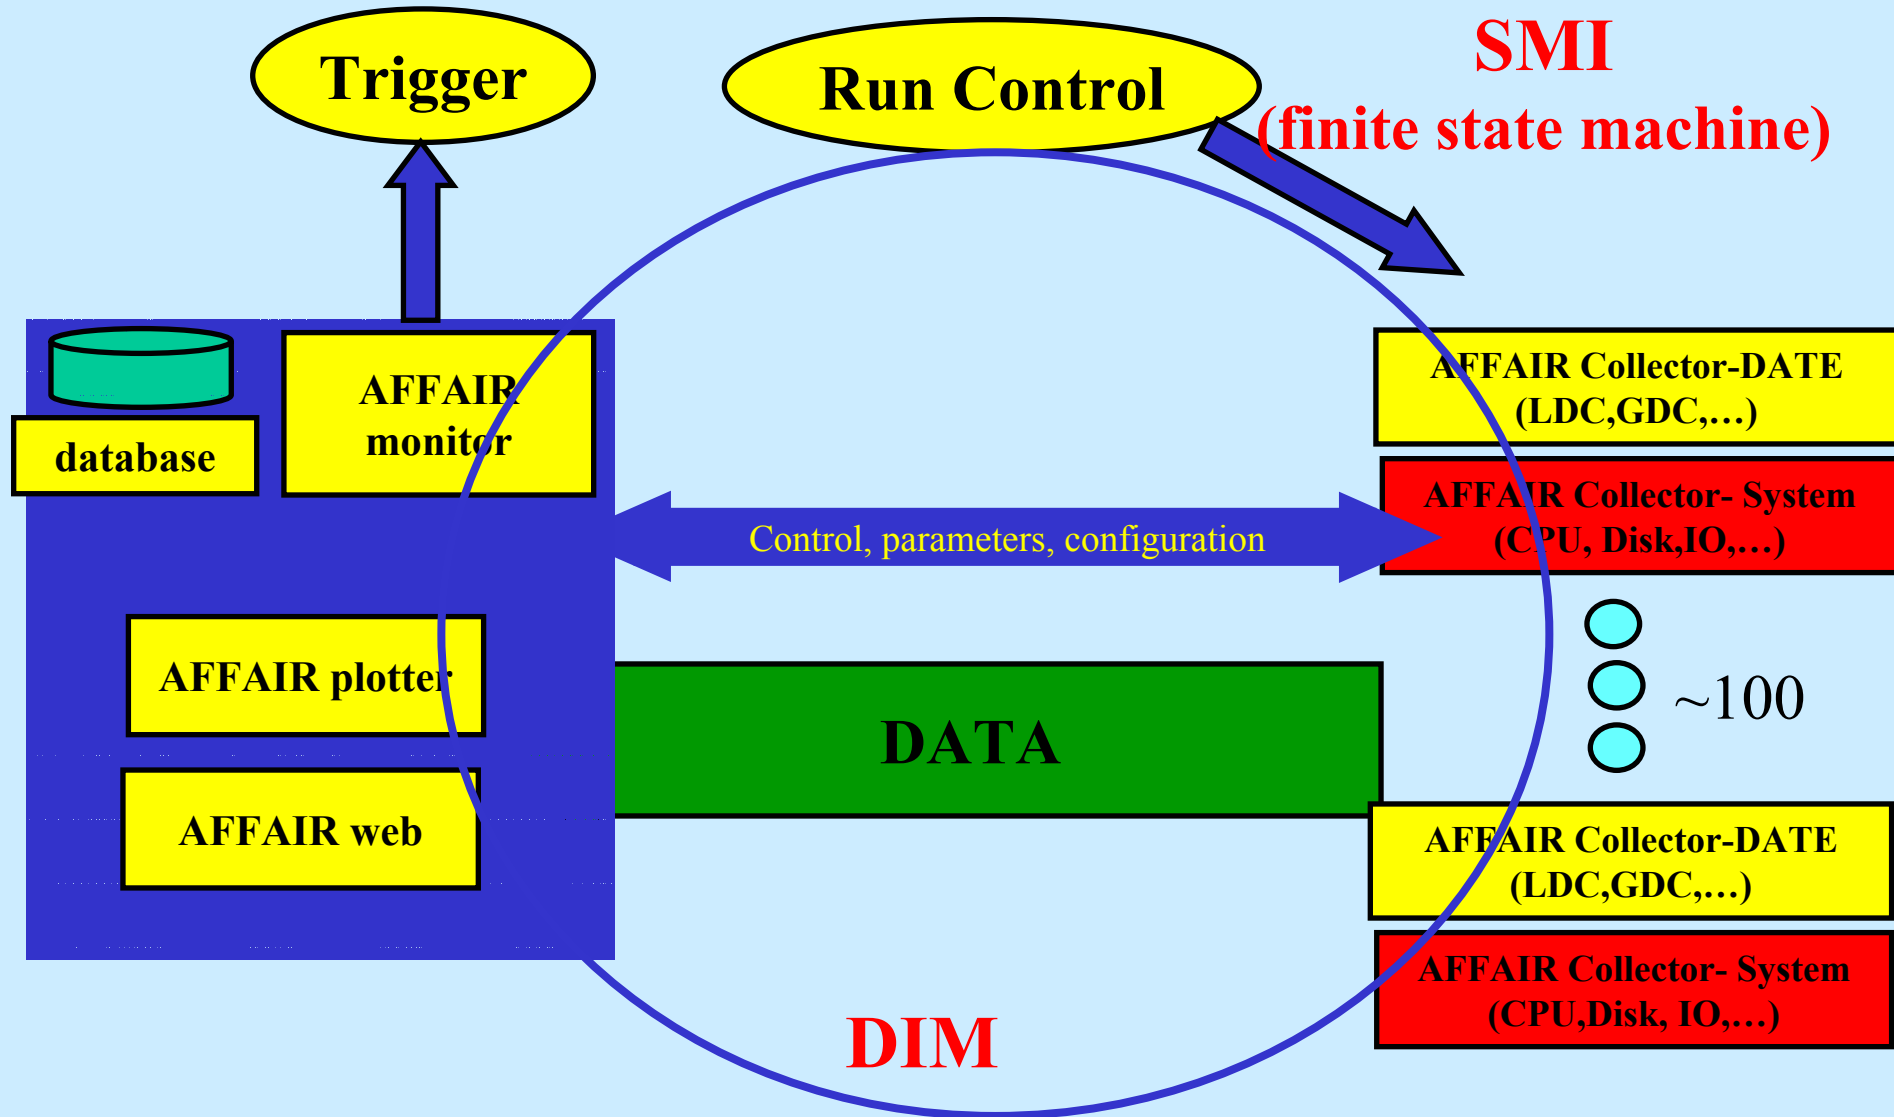 Trigger
Run Control
SMI
(finite state machine)
database
AFFAIR
monitor
AFFAIR Collector-DATE
(LDC,GDC,...)
AFFAIR Collector- System
(CPU, Disk,IO,...)
Control, parameters, configuration
AFFAIR plotter
~100
DATA
AFFAIR web
AFFAIR Collector-DATE
(LDC,GDC,...)
AFFAIR Collector- System
(CPU,Disk, IO,...)
DIM